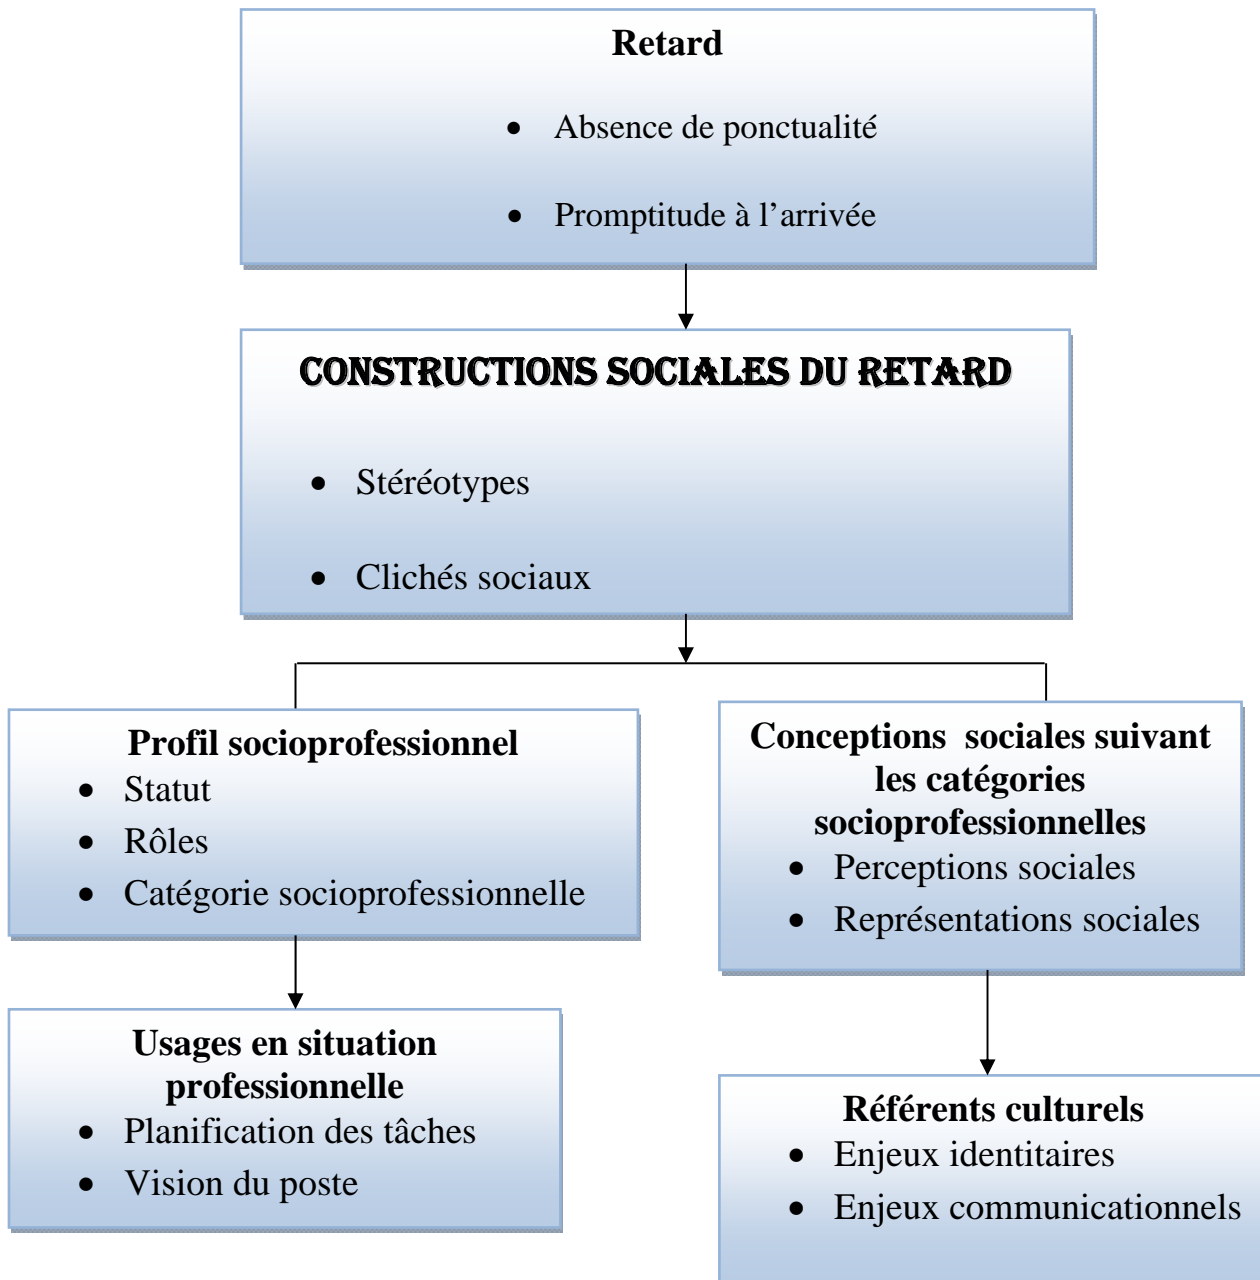 Retard
• Absence de ponctualité
• Promptitude à l’arrivée
CONSTRUCTIONS SOCIALES DU RETARD
• Stéréotypes
• Clichés sociaux
Profil socioprofessionnel
• Statut
• Rôles
• Catégorie socioprofessionnelle
Conceptions sociales suivant
les catégories
socioprofessionnelles
• Perceptions sociales
• Représentations sociales
Usages en situation
professionnelle
• Planification des tâches
• Vision du poste
Référents culturels
• Enjeux identitaires
• Enjeux communicationnels